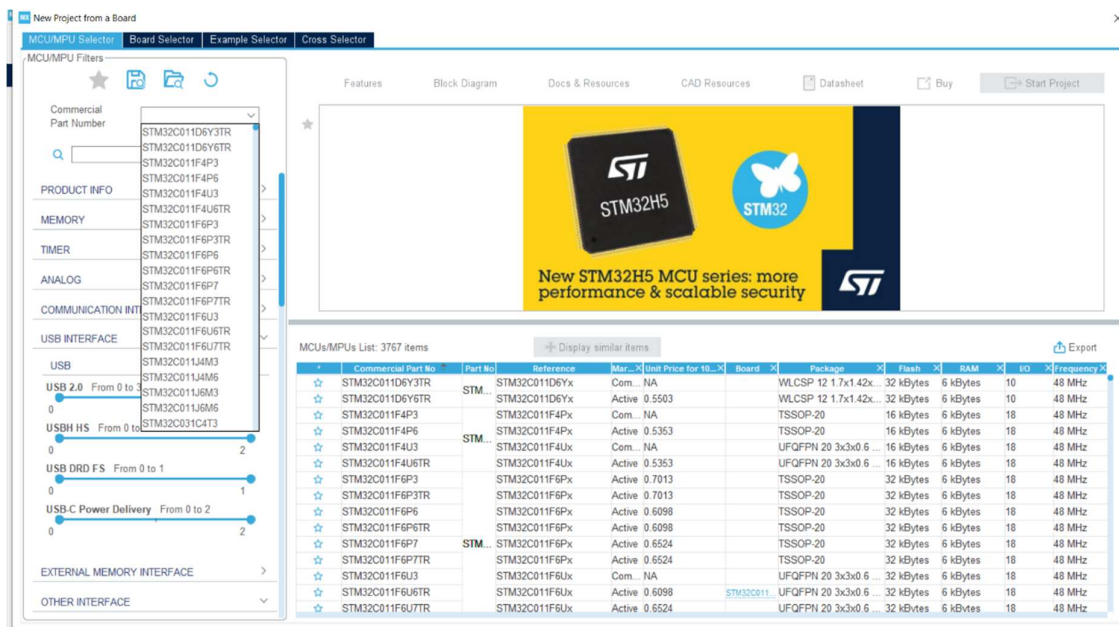 MX New Project from a Board
MCU/MPU Selector Board Selector Example Selector Cross Selector
MCU/MPU Filters
Commercial
Part Number
STM32C011D6Y3TR
STM32C011D6Y6TR
STM32C011F4P3
STM32C011F4P6
STM32C011F4U3
STM32C011F4U6TR
STM32C011F6P3
STM32C011F6P3TR
STM32C011F6P6
STM32C011F6P6TR
STM32C011F6P7
STM32C011F6P7TR
STM32C011F6U3
STM32C011F6U6TR
STM32C011F6U7TR
STM32C011J4M3
STM32C011J4M6
STM32C011J6M3
STM32C011J6M6
STM32C031C4T3
PRODUCT INFO
MEMORY
TIMER
ANALOG
COMMUNICATION INT
USB INTERFACE
USB
USB 2.0 From 0 to 3
0
USBH HS From 0 to
0 2
USB DRD FS From 0 to 1
0 1
USB-C Power Delivery From 0 to 2
0 2
EXTERNAL MEMORY INTERFACE
OTHER INTERFACE
Features Block Diagram Docs & Resources CAD Resources Datasheet Buy Start Project
ST
STM32H5
STM32
New STM32H5 MCU series: more
performance & scalable security
ST
MCUs/MPUs List: 3767 items
Display similar items
Export
* Commercial Part No Part No Reference Mar... X Unit Price for 10... X Board X Package X Flash X RAM X I/O X Frequency X
STM32C011D6Y3TR STM... STM32C011D6Yx Com... NA WLCSP 12 1.7x1.42x... 32 kBytes 6 kBytes 10 48 MHz
STM32C011D6Y6TR STM32C011D6Yx Active 0.5503 WLCSP 12 1.7x1.42x... 32 kBytes 6 kBytes 10 48 MHz
STM32C011F4P3 STM32C011F4Px Com... NA TSSOP-20 16 kBytes 6 kBytes 18 48 MHz
STM32C011F4P6 STM... STM32C011F4Px Active 0.5353 TSSOP-20 16 kBytes 6 kBytes 18 48 MHz
STM32C011F4U3 STM32C011F4Ux Com... NA UFQFPN 20 3x3x0.6 ... 16 kBytes 6 kBytes 18 48 MHz
STM32C011F4U6TR STM32C011F4Ux Active 0.5353 UFQFPN 20 3x3x0.6 ... 16 kBytes 6 kBytes 18 48 MHz
STM32C011F6P3 STM32C011F6Px Active 0.7013 TSSOP-20 32 kBytes 6 kBytes 18 48 MHz
STM32C011F6P3TR STM32C011F6Px Active 0.7013 TSSOP-20 32 kBytes 6 kBytes 18 48 MHz
STM32C011F6P6 STM32C011F6Px Active 0.6098 TSSOP-20 32 kBytes 6 kBytes 18 48 MHz
STM32C011F6P6TR STM32C011F6Px Active 0.6098 TSSOP-20 32 kBytes 6 kBytes 18 48 MHz
STM32C011F6P7 STM... STM32C011F6Px Active 0.6524 TSSOP-20 32 kBytes 6 kBytes 18 48 MHz
STM32C011F6P7TR STM32C011F6Px Active 0.6524 TSSOP-20 32 kBytes 6 kBytes 18 48 MHz
STM32C011F6U3 STM32C011F6Ux Com... NA UFQFPN 20 3x3x0.6 ... 32 kBytes 6 kBytes 18 48 MHz
STM32C011F6U6TR STM32C011F6Ux Active 0.6098 STM32C011... UFQFPN 20 3x3x0.6 ... 32 kBytes 6 kBytes 18 48 MHz
STM32C011F6U7TR STM32C011F6Ux Active 0.6524 UFQFPN 20 3x3x0.6 ... 32 kBytes 6 kBytes 18 48 MHz